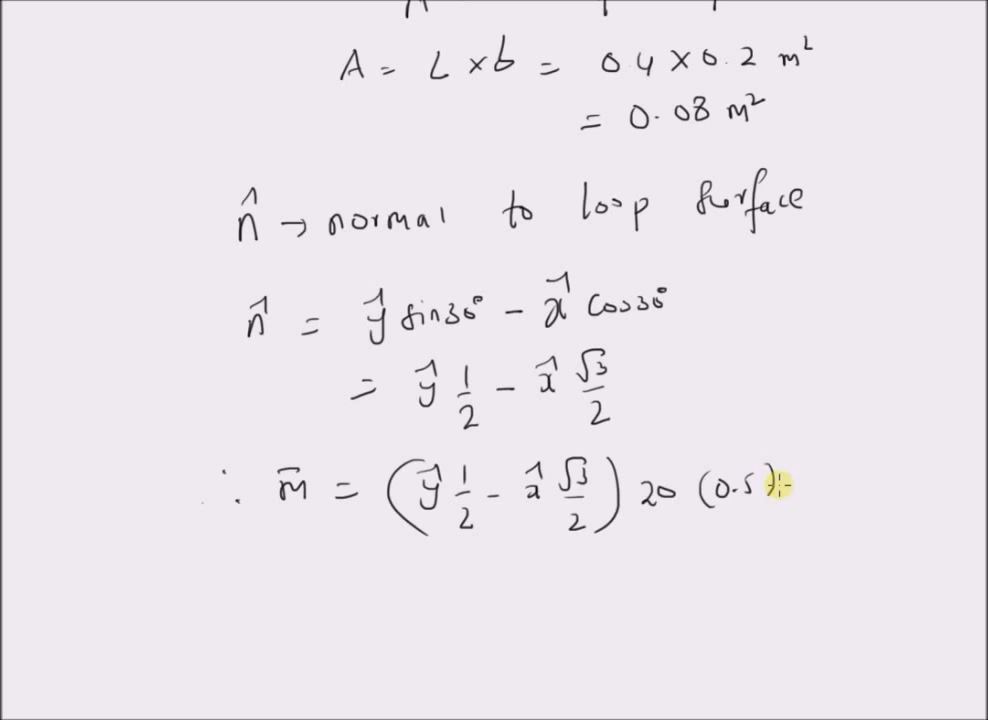 A = L × b = 0.4 × 0.2 m²
= 0.08 m²
n̂ → normal to loop surface
n̂ = ŷ sin30° - x̂ cos30°
= ŷ 1/2 - x̂ √3/2
∴ m̄ = (ŷ 1/2 - x̂ √3/2) 20 (0.5)